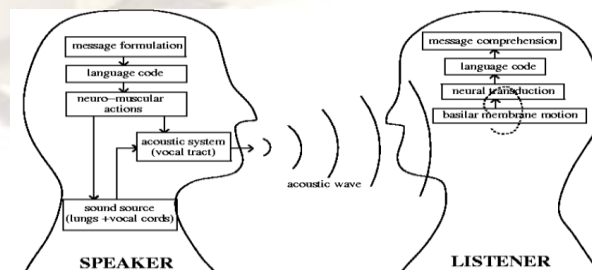 message formulation
language code
neuro-muscular
actions
acoustic system
(vocal tract)
sound source
(lungs +vocal cords)
SPEAKER
acoustic wave
message comprehension
language code
neural transduction
basilar membrane motion
LISTENER